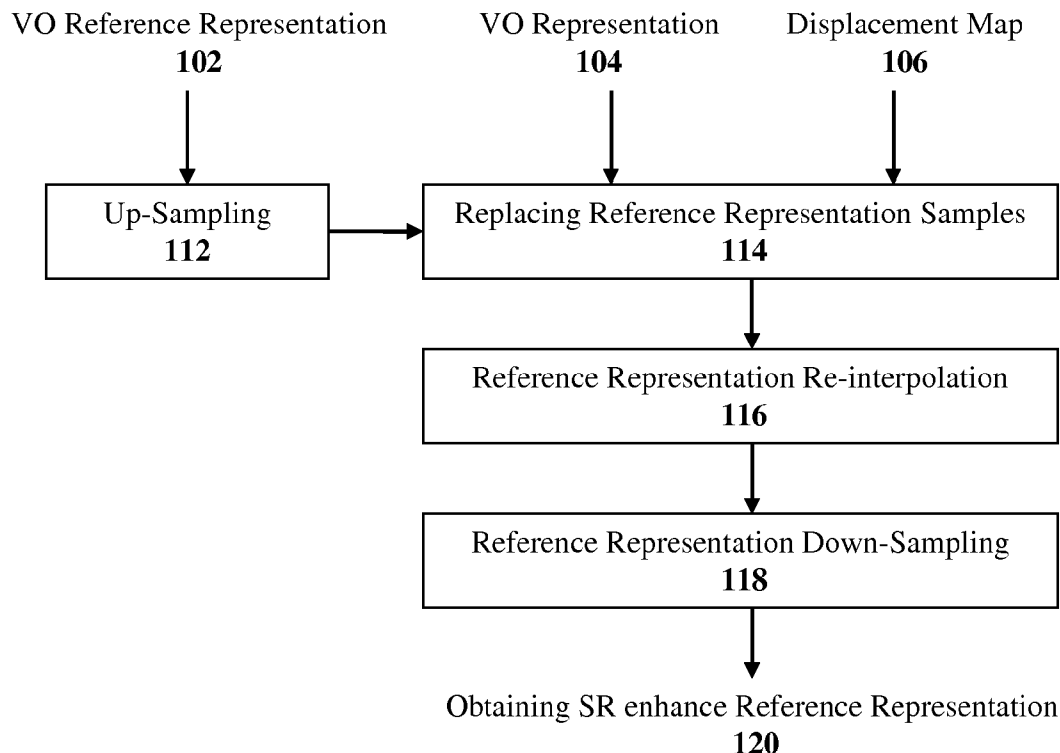 VO Reference Representation
102
VO Representation
104
Displacement Map
106
Up-Sampling
112
Replacing Reference Representation Samples
114
Reference Representation Re-interpolation
116
Reference Representation Down-Sampling
118
Obtaining SR enhance Reference Representation
120